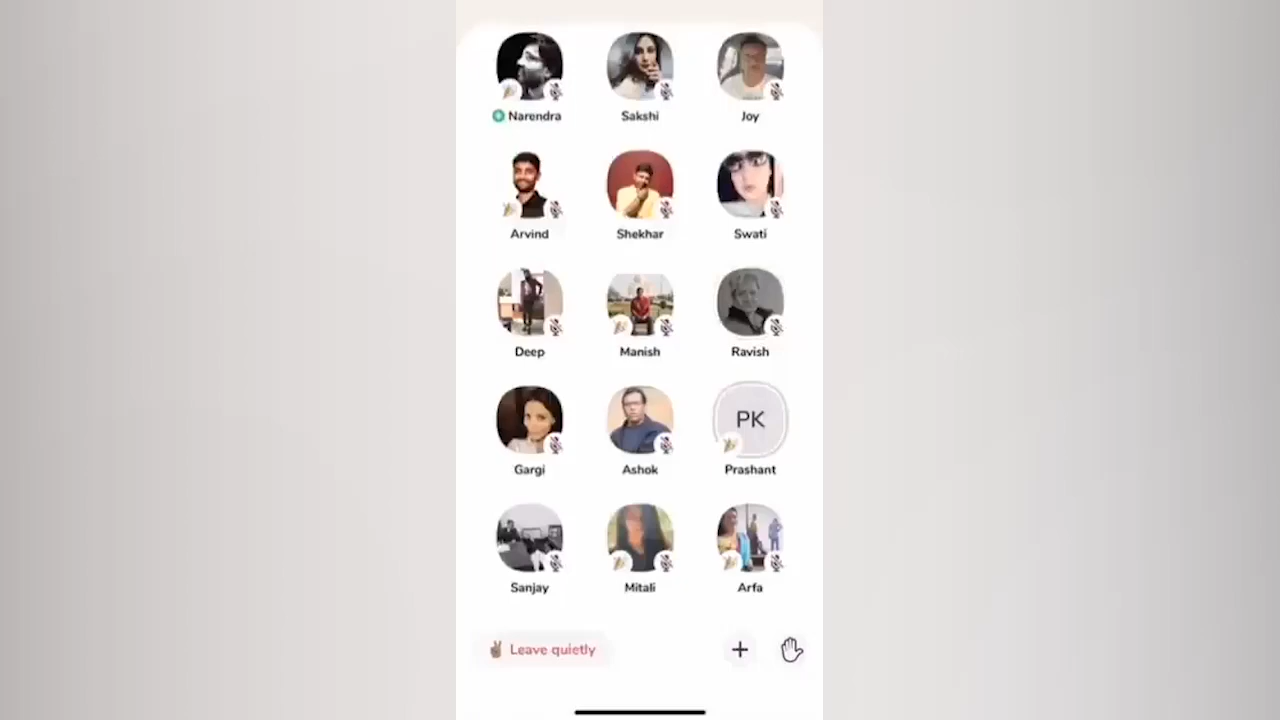 Narendra Sakshi Joy
Arvind Shekhar Swati
Deep Manish Ravish
PK
Gargi Ashok Prashant
Sanjay Mitali Arfa
Leave quietly